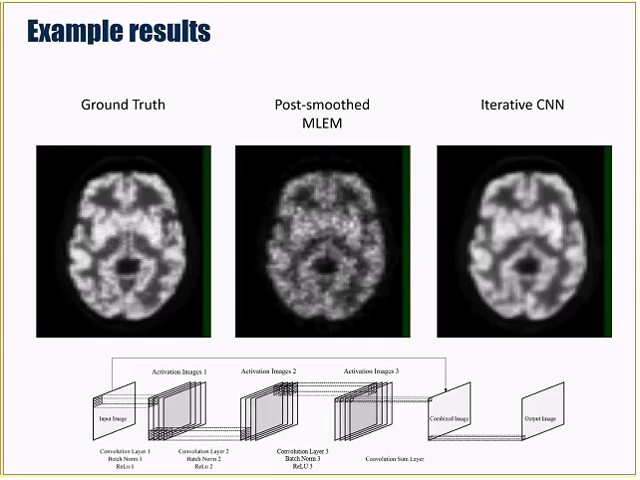 Example results
Ground Truth
Post-smoothed
MLEM
Iterative CNN
Activation Images 1
Activation Images 2
Activation Images 3
Input Image
Combined Image
Output Image
Convolution Layer 1
Batch Norm 1
ReLu 1
Convolution Layer 2
Batch Norm 2
ReLu 2
Convolution Layer 3
Batch Norm 3
ReLU 3
Convolution Sum Layer